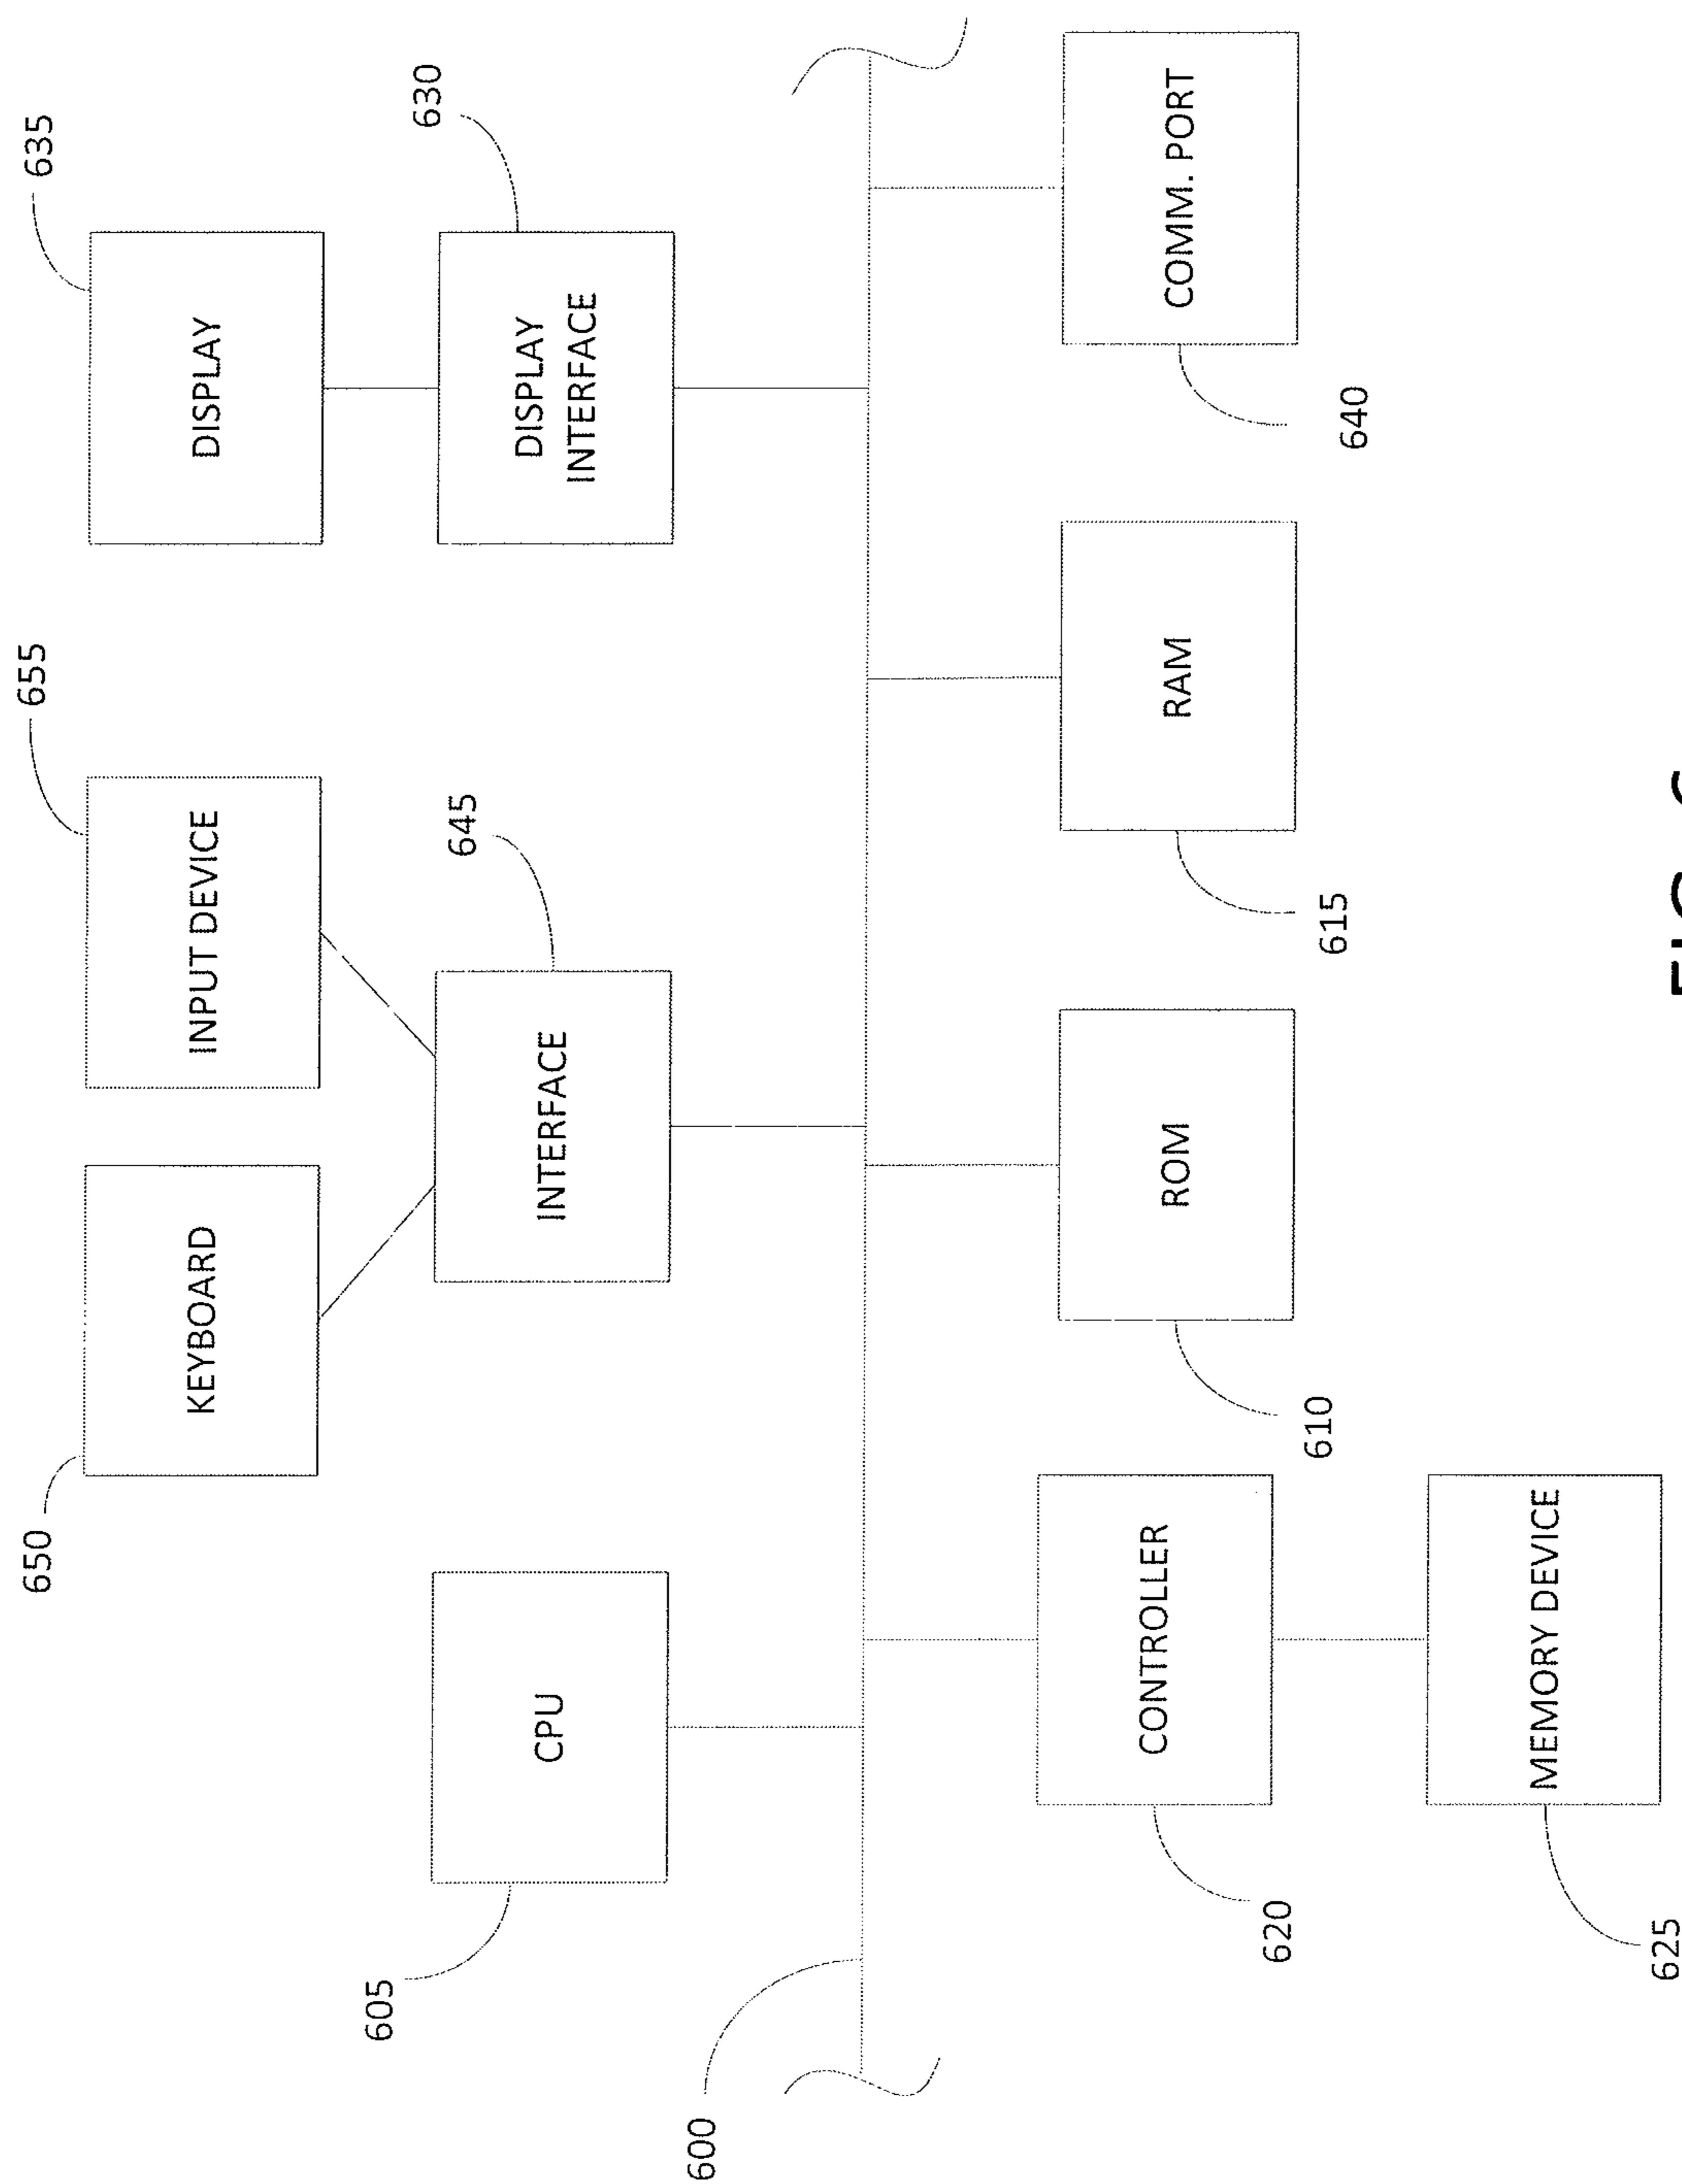 650
655
635
KEYBOARD
INPUT DEVICE
DISPLAY
605
645
630
CPU
INTERFACE
DISPLAY
INTERFACE
600
CONTROLLER
ROM
RAM
COMM. PORT
620
610
615
640
MEMORY DEVICE
625